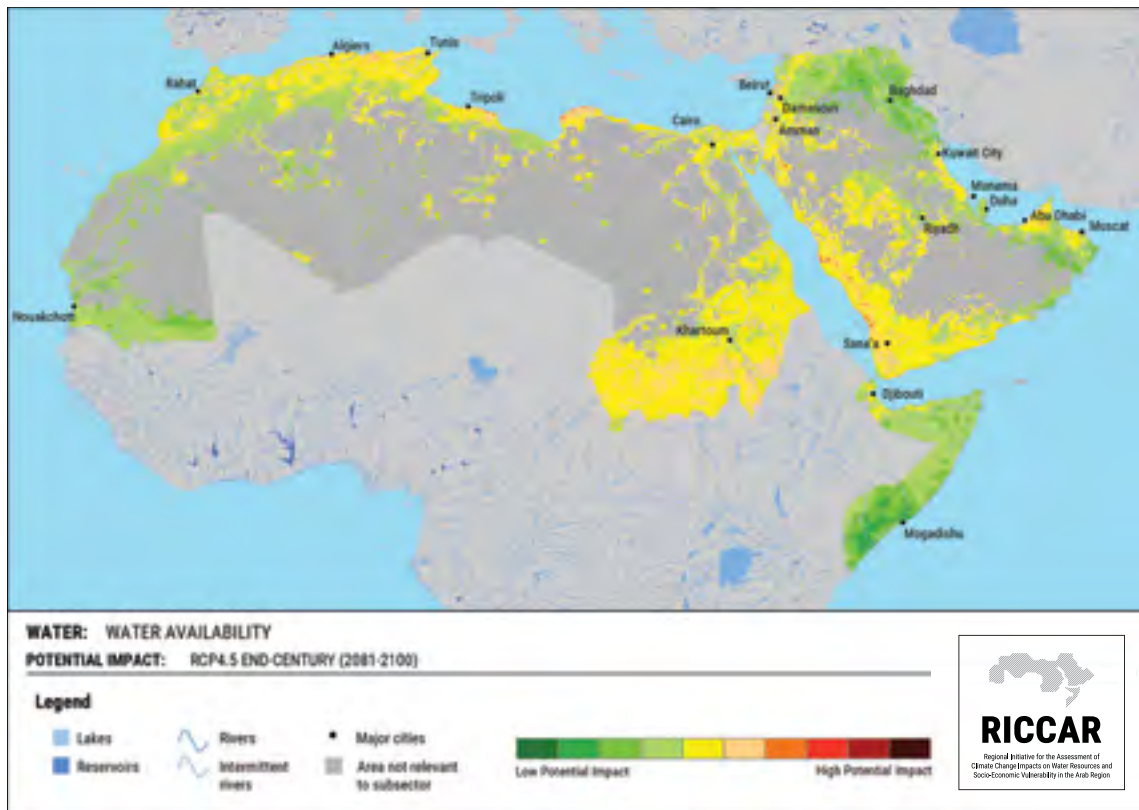 Algiers
Tunis
Rabat
Tripoli
Beirut
Damascus
Baghdad
Cairo
Amman
Kuwait City
Manama
Doha
Abu Dhabi
Riyadh
Muscat
Nouakchott
Khartoum
Sana'a
Djibouti
Mogadishu
WATER: WATER AVAILABILITY
POTENTIAL IMPACT: RCP4.5 END-CENTURY (2081-2100)
Legend
Lakes
Rivers
Major cities
Reservoirs
Intermittent
rivers
Area not relevant
to subsector
Low Potential Impact
High Potential Impact
RICCAR
Regional Initiative for the Assessment of
Climate Change Impacts on Water Resources and
Socio-Economic Vulnerability in the Arab Region